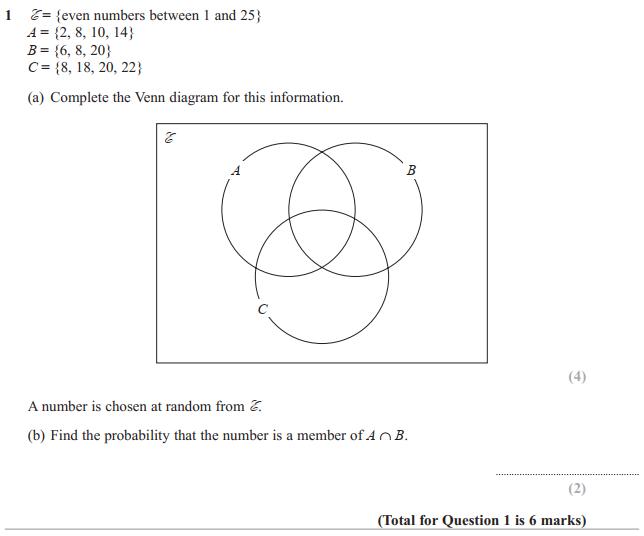 1 ℰ = {even numbers between 1 and 25}
A = {2, 8, 10, 14}
B = {6, 8, 20}
C = {8, 18, 20, 22}
(a) Complete the Venn diagram for this information.
ℰ
A
B
C
(4)
A number is chosen at random from ℰ.
(b) Find the probability that the number is a member of A ∩ B.
(2)
(Total for Question 1 is 6 marks)